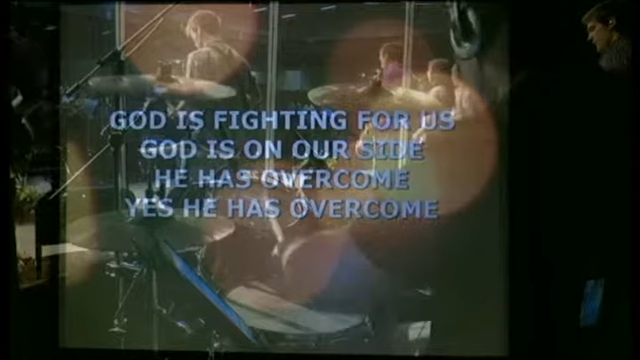 GOD IS FIGHTING FOR US
GOD IS ON OUR SIDE
HE HAS OVERCOME
YES HE HAS OVERCOME